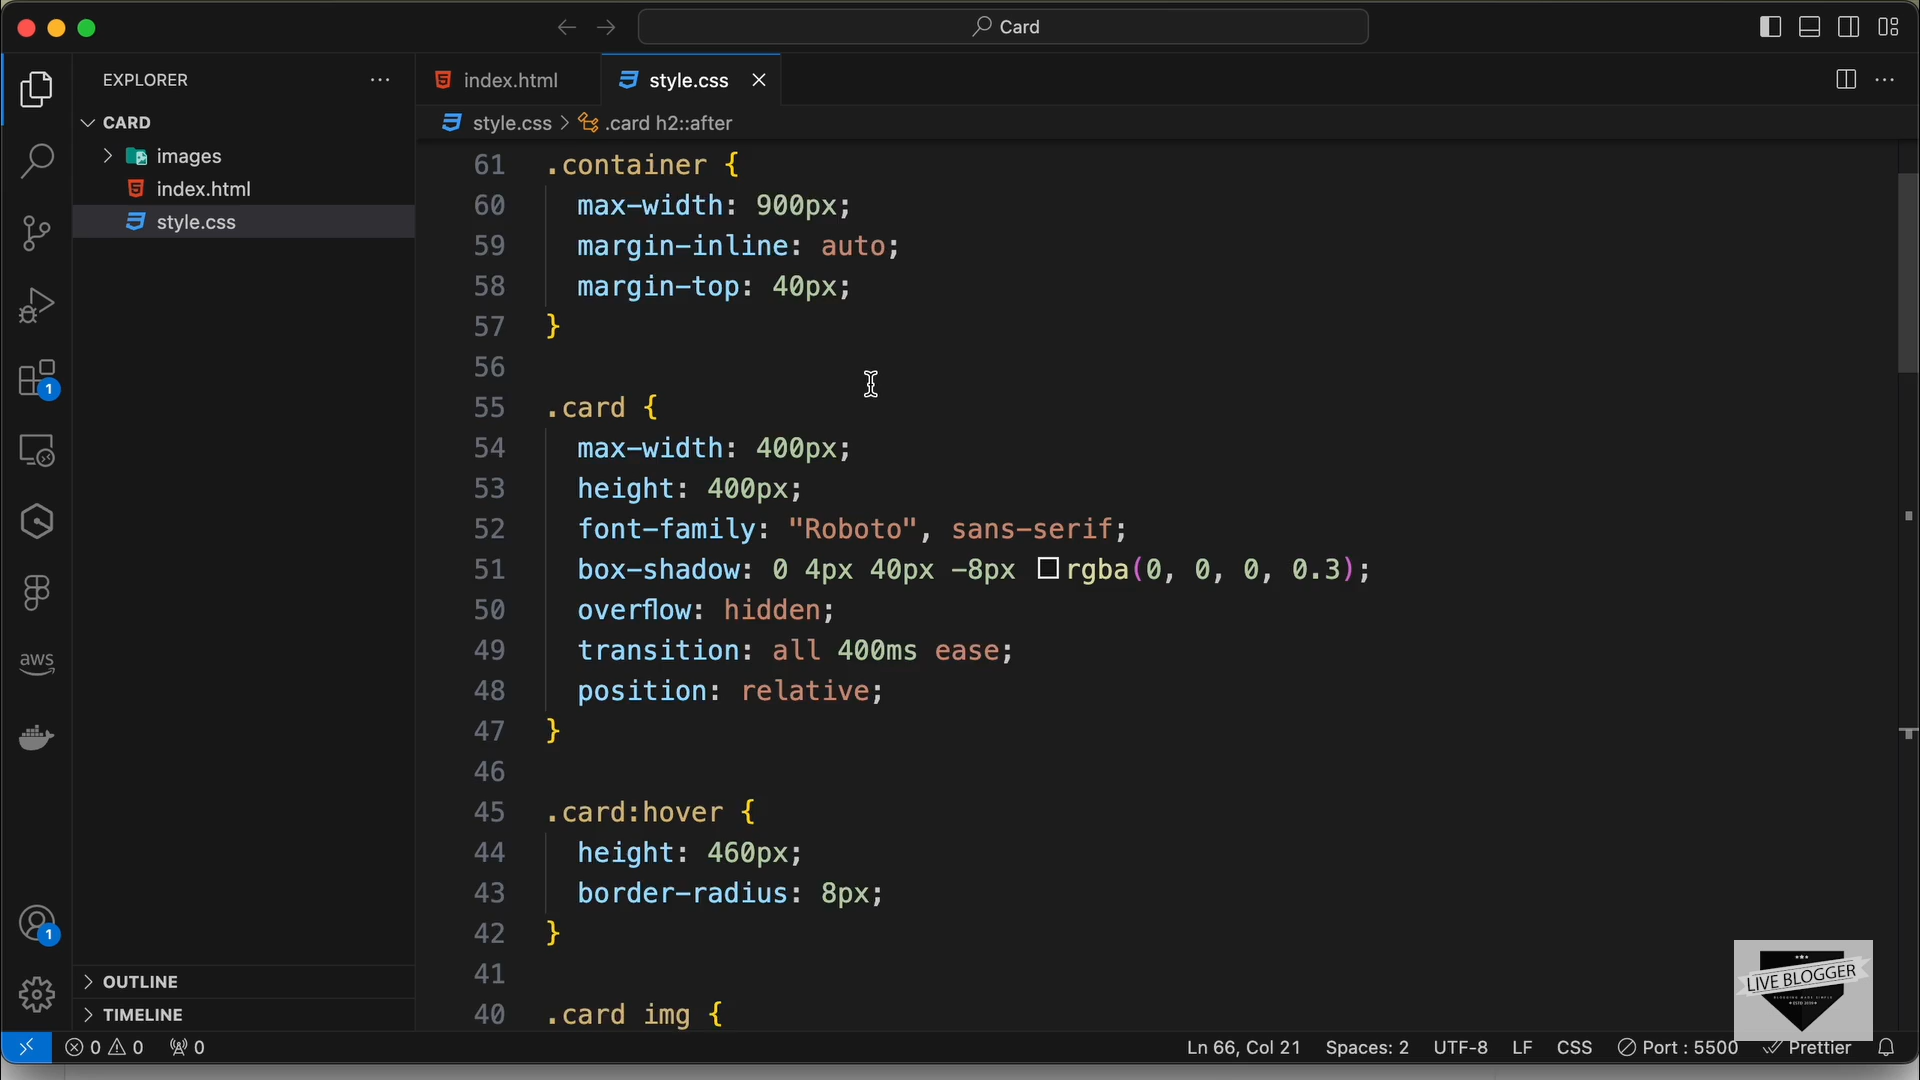 Card
EXPLORER
index.html
style.css
CARD
style.css > .card h2::after
images
index.html
style.css
61 .container {
60 max-width: 900px;
59 margin-inline: auto;
58 margin-top: 40px;
57 }
56
55 .card {
54 max-width: 400px;
53 height: 400px;
52 font-family: "Roboto", sans-serif;
51 box-shadow: 0 4px 40px -8px rgba(0, 0, 0, 0.3);
50 overflow: hidden;
49 transition: all 400ms ease;
48 position: relative;
47 }
46
45 .card:hover {
44 height: 460px;
43 border-radius: 8px;
42 }
41
40 .card img {
1
aws
1
OUTLINE
TIMELINE
LIVE BLOGGER
0 0 0
Ln 66, Col 21 Spaces: 2 UTF-8 LF CSS Port : 5500 Prettier